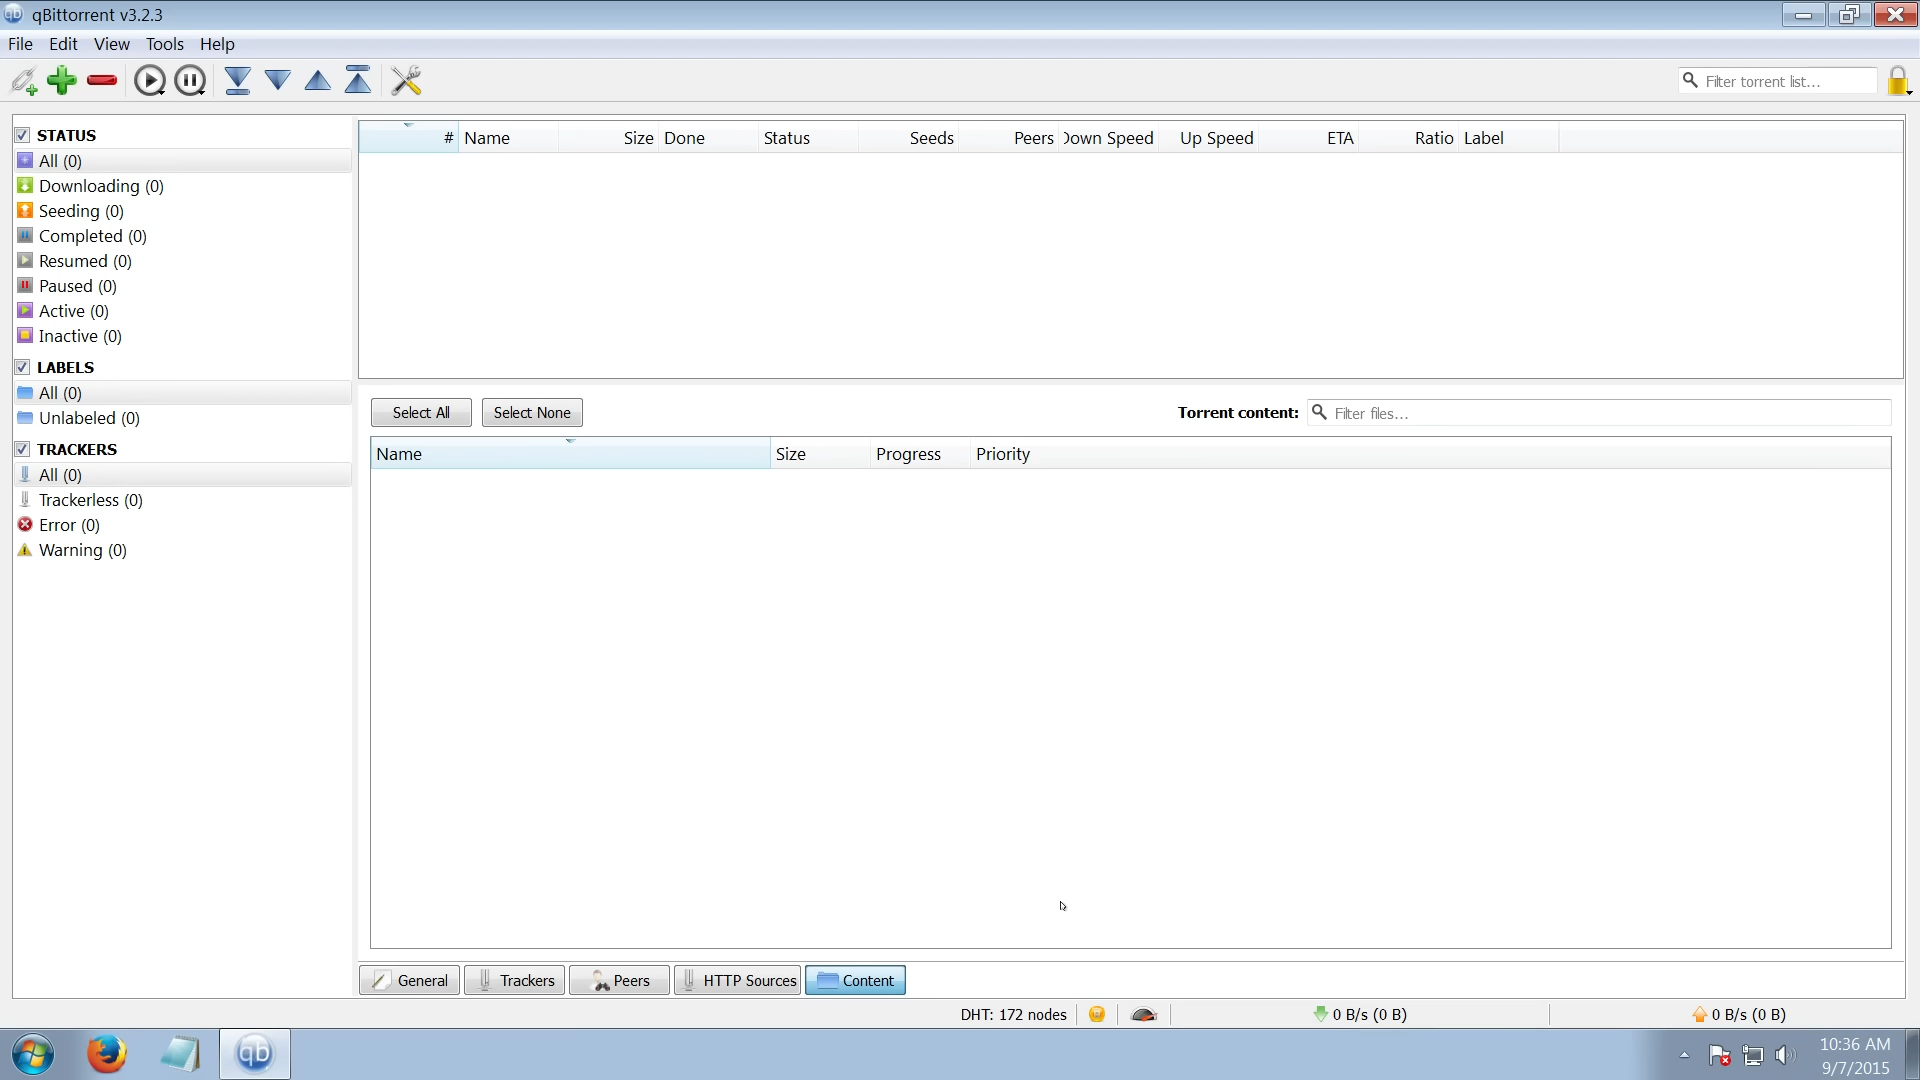 qBittorrent v3.2.3
File Edit View Tools Help
Filter torrent list...
STATUS
All (0)
Downloading (0)
Seeding (0)
Completed (0)
Resumed (0)
Paused (0)
Active (0)
Inactive (0)
LABELS
All (0)
Unlabeled (0)
TRACKERS
All (0)
Trackerless (0)
Error (0)
Warning (0)
# Name Size Done Status Seeds Peers Down Speed Up Speed ETA Ratio Label
Select All Select None Torrent content: Filter files...
Name Size Progress Priority
General Trackers Peers HTTP Sources Content
DHT: 172 nodes 0 B/s (0 B) 0 B/s (0 B)
qb
10:36 AM
9/7/2015